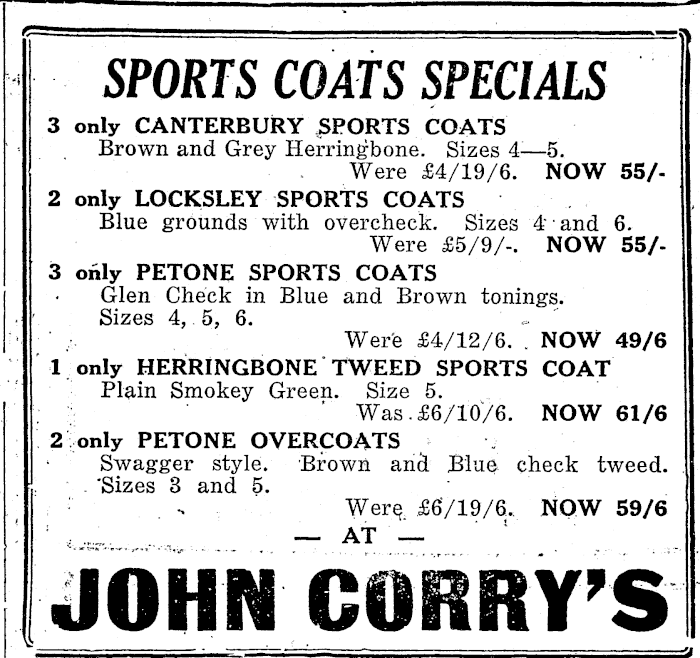 SPORTS COATS SPECIALS
3 only CANTERBURY SPORTS COATS
Brown and Grey Herringbone. Sizes 4—5.
Were £4/19/6. NOW 55/-
2 only LOCKSLEY SPORTS COATS
Blue grounds with overcheck. Sizes 4 and 6.
Were £5/9/-. NOW 55/-
3 only PETONE SPORTS COATS
Glen Check in Blue and Brown tonings.
Sizes 4, 5, 6.
Were £4/12/6. NOW 49/6
1 only HERRINGBONE TWEED SPORTS COAT
Plain Smokey Green. Size 5.
Was £6/10/6. NOW 61/6
2 only PETONE OVERCOATS
Swagger style. Brown and Blue check tweed.
Sizes 3 and 5.
Were £6/19/6. NOW 59/6
— AT —
JOHN CORRY'S